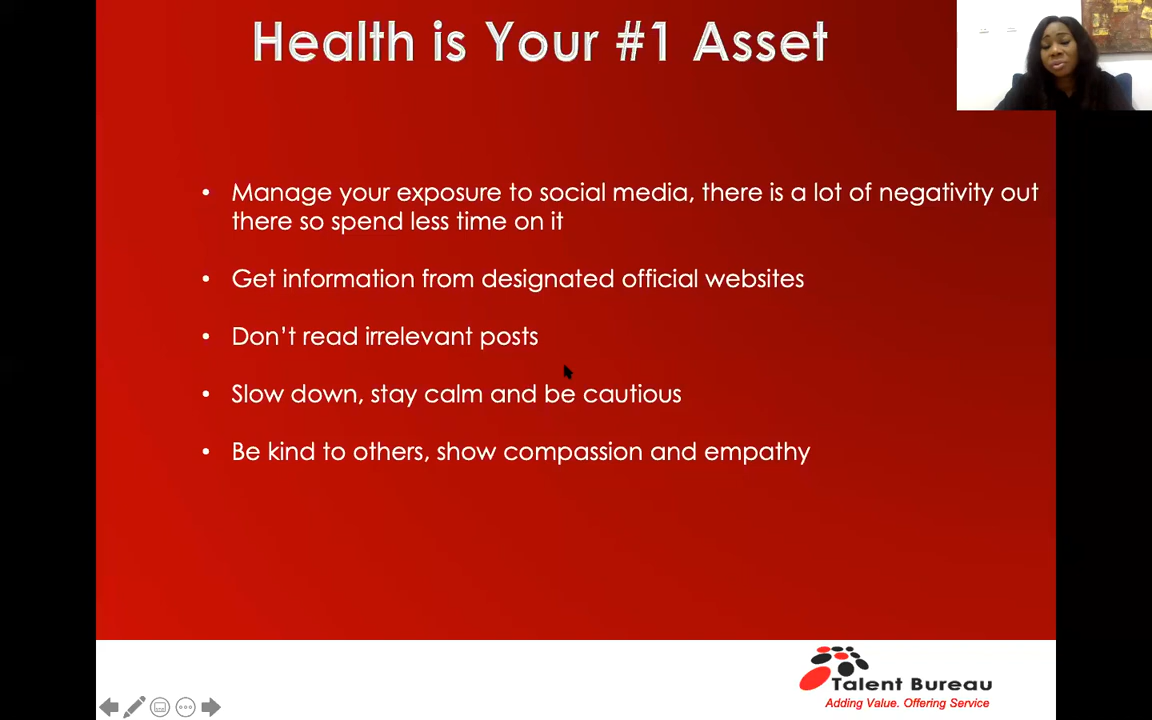 Health is Your #1 Asset
• Manage your exposure to social media, there is a lot of negativity out
there so spend less time on it
• Get information from designated official websites
• Don’t read irrelevant posts
• Slow down, stay calm and be cautious
• Be kind to others, show compassion and empathy
Talent Bureau
Adding Value. Offering Service